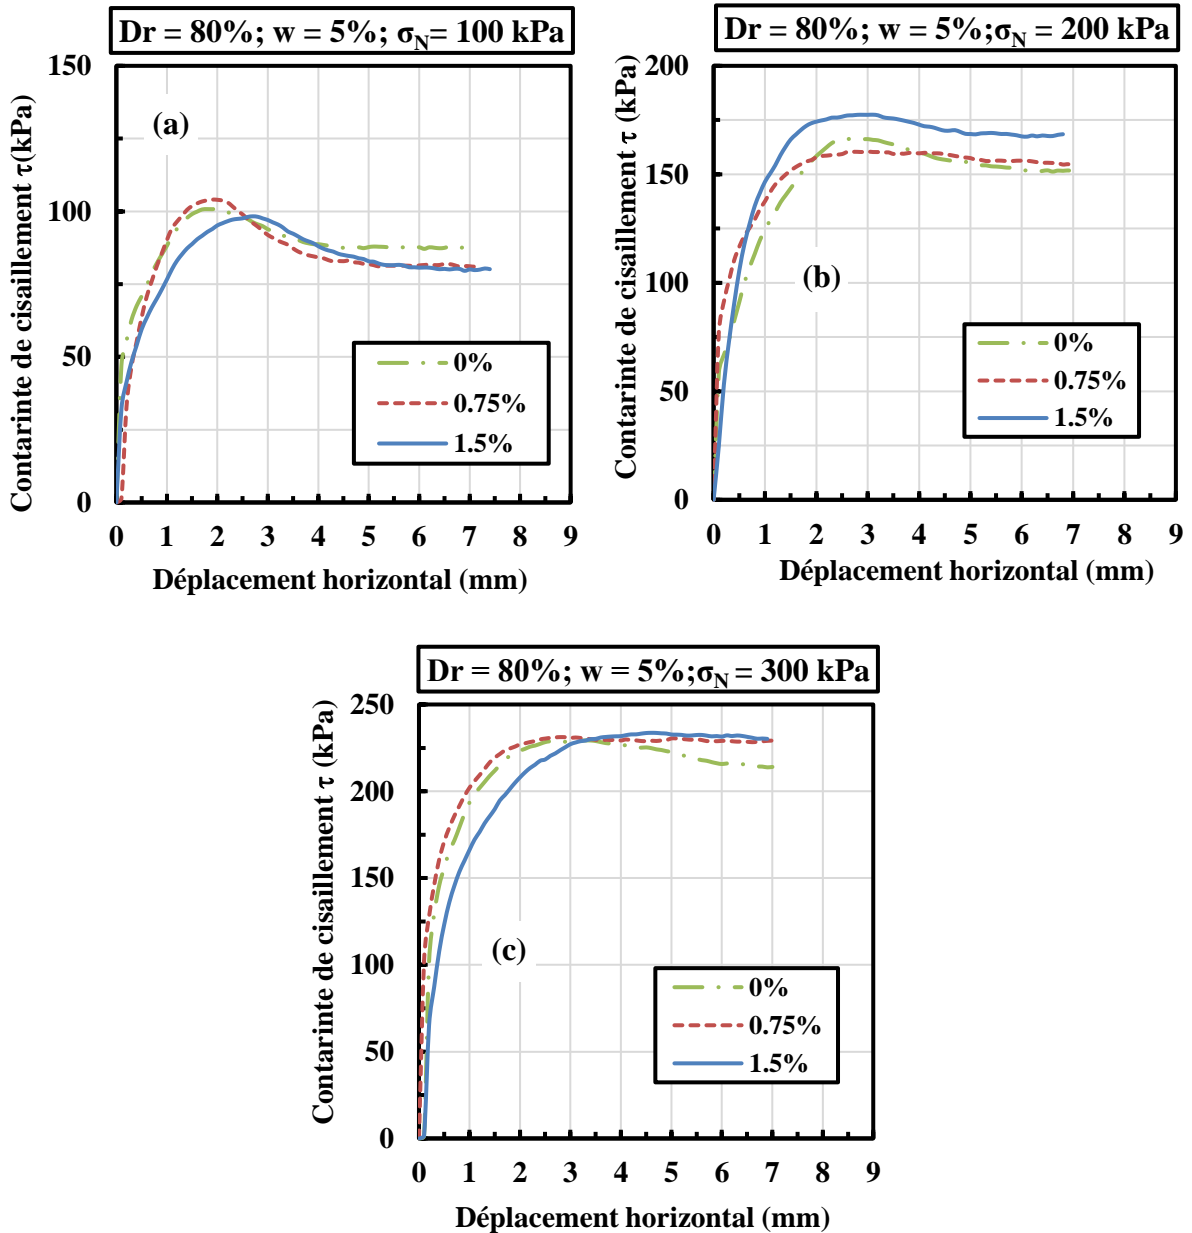 Dr = 80%; w = 5%; σN= 100 kPa
Contarinte de cisaillement τ(kPa)
150
100
50
0
(a)
0%
0.75%
1.5%
0 1 2 3 4 5 6 7 8 9
Déplacement horizontal (mm)
Dr = 80%; w = 5%;σN = 200 kPa
Contarinte de cisaillement τ (kPa)
200
150
100
50
0
(b)
0%
0.75%
1.5%
0 1 2 3 4 5 6 7 8 9
Déplacement horizontal (mm)
Dr = 80%; w = 5%;σN = 300 kPa
Contarinte de cisaillement τ (kPa)
250
200
150
100
50
0
(c)
0%
0.75%
1.5%
0 1 2 3 4 5 6 7 8 9
Déplacement horizontal (mm)